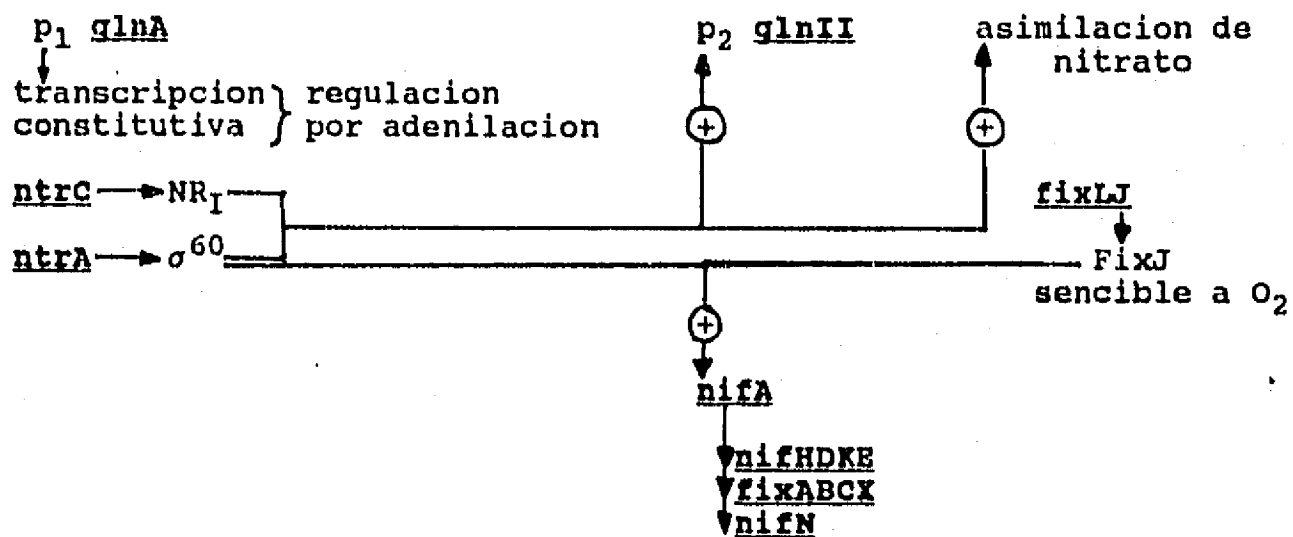 p1 glnA
transcripcion
constitutiva } regulacion
por adenilacion
p2 glnII
asimilacion de
nitrato
+
+
ntrC NRI
fixLJ
ntrA σ60
FixJ
sencible a O2
+
nifA
nifHDKE
fixABCX
nifN